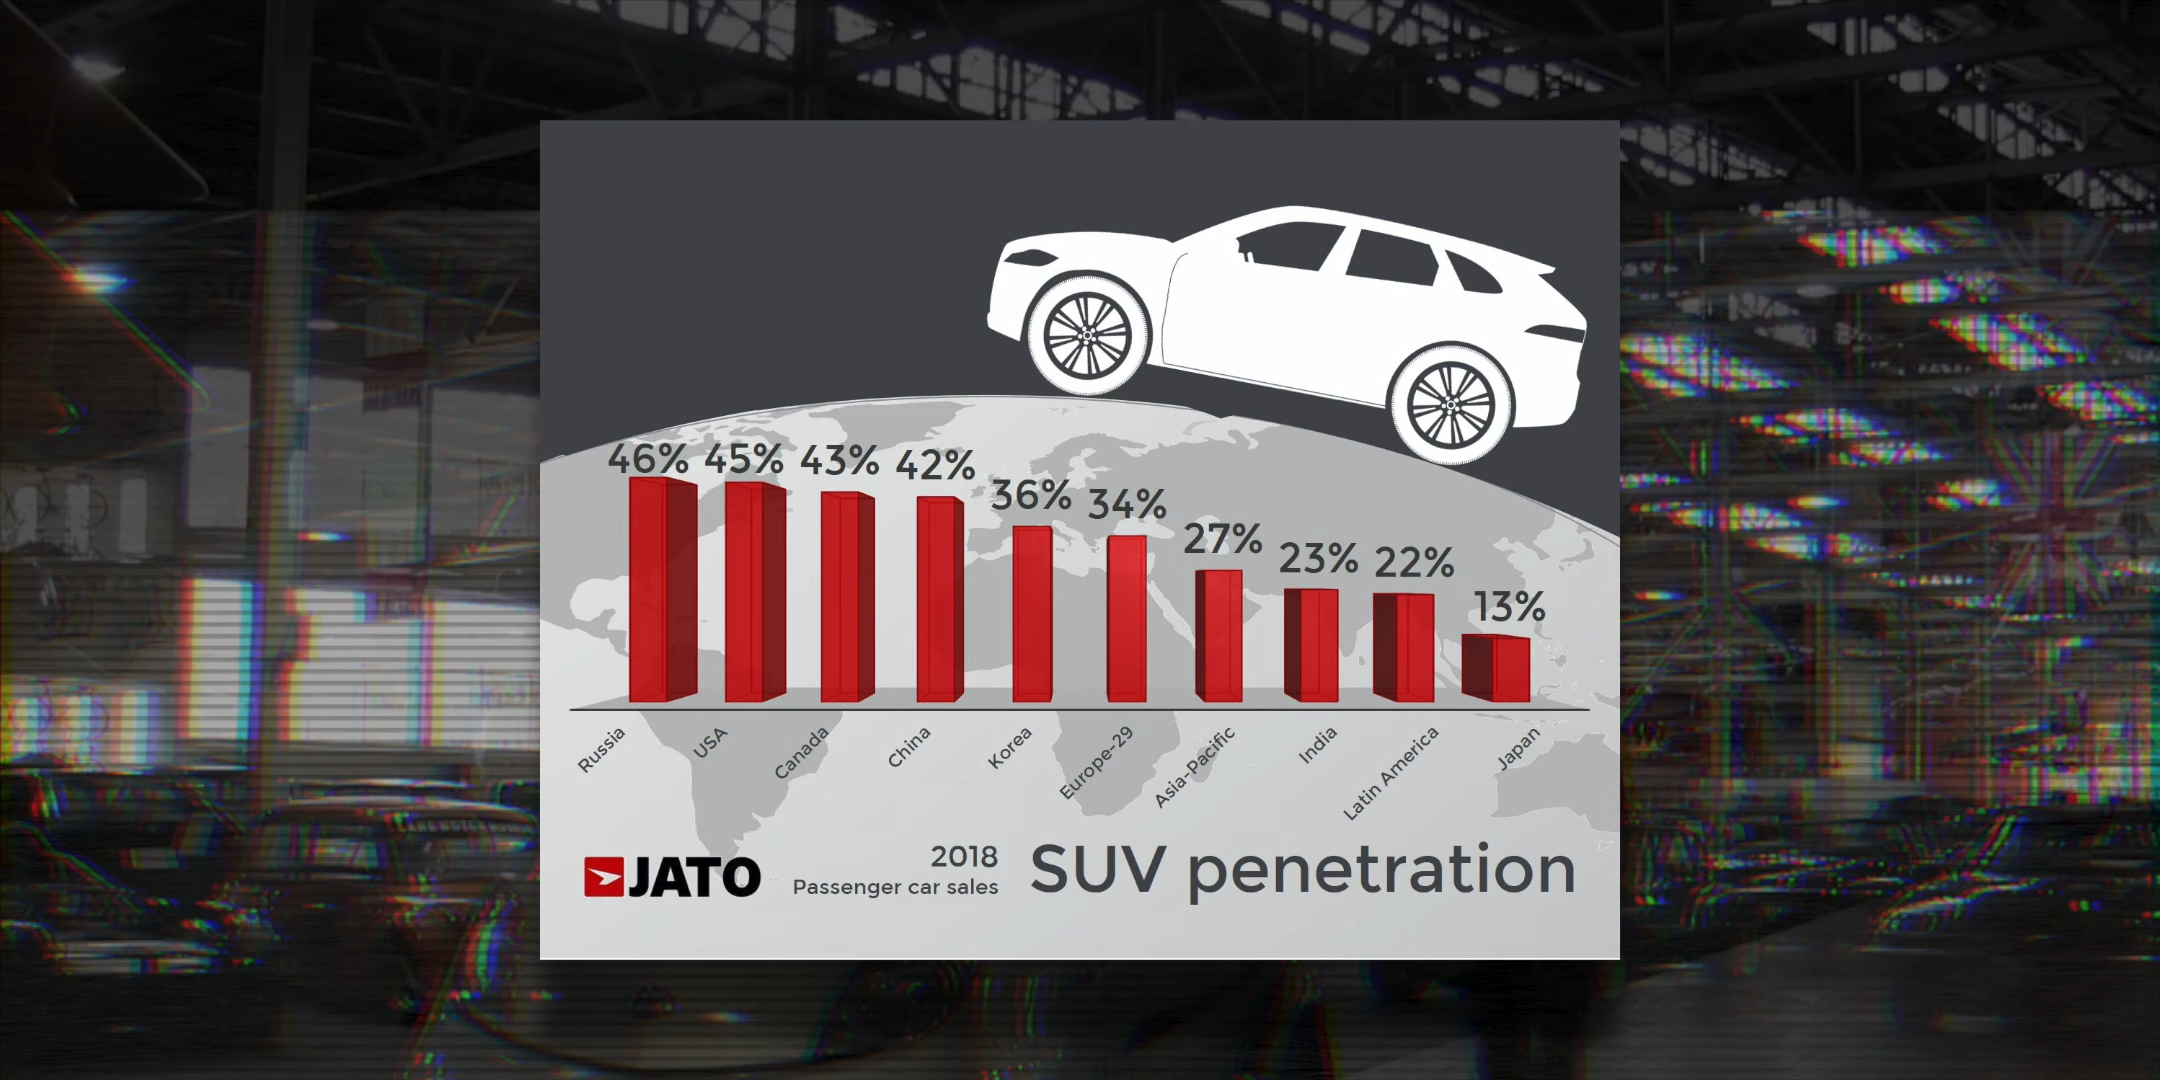 46% 45% 43% 42% 36% 34% 27% 23% 22% 13%
Russia USA Canada China Korea Europe-29 Asia-Pacific India Latin America Japan
JATO
2018
Passenger car sales
SUV penetration